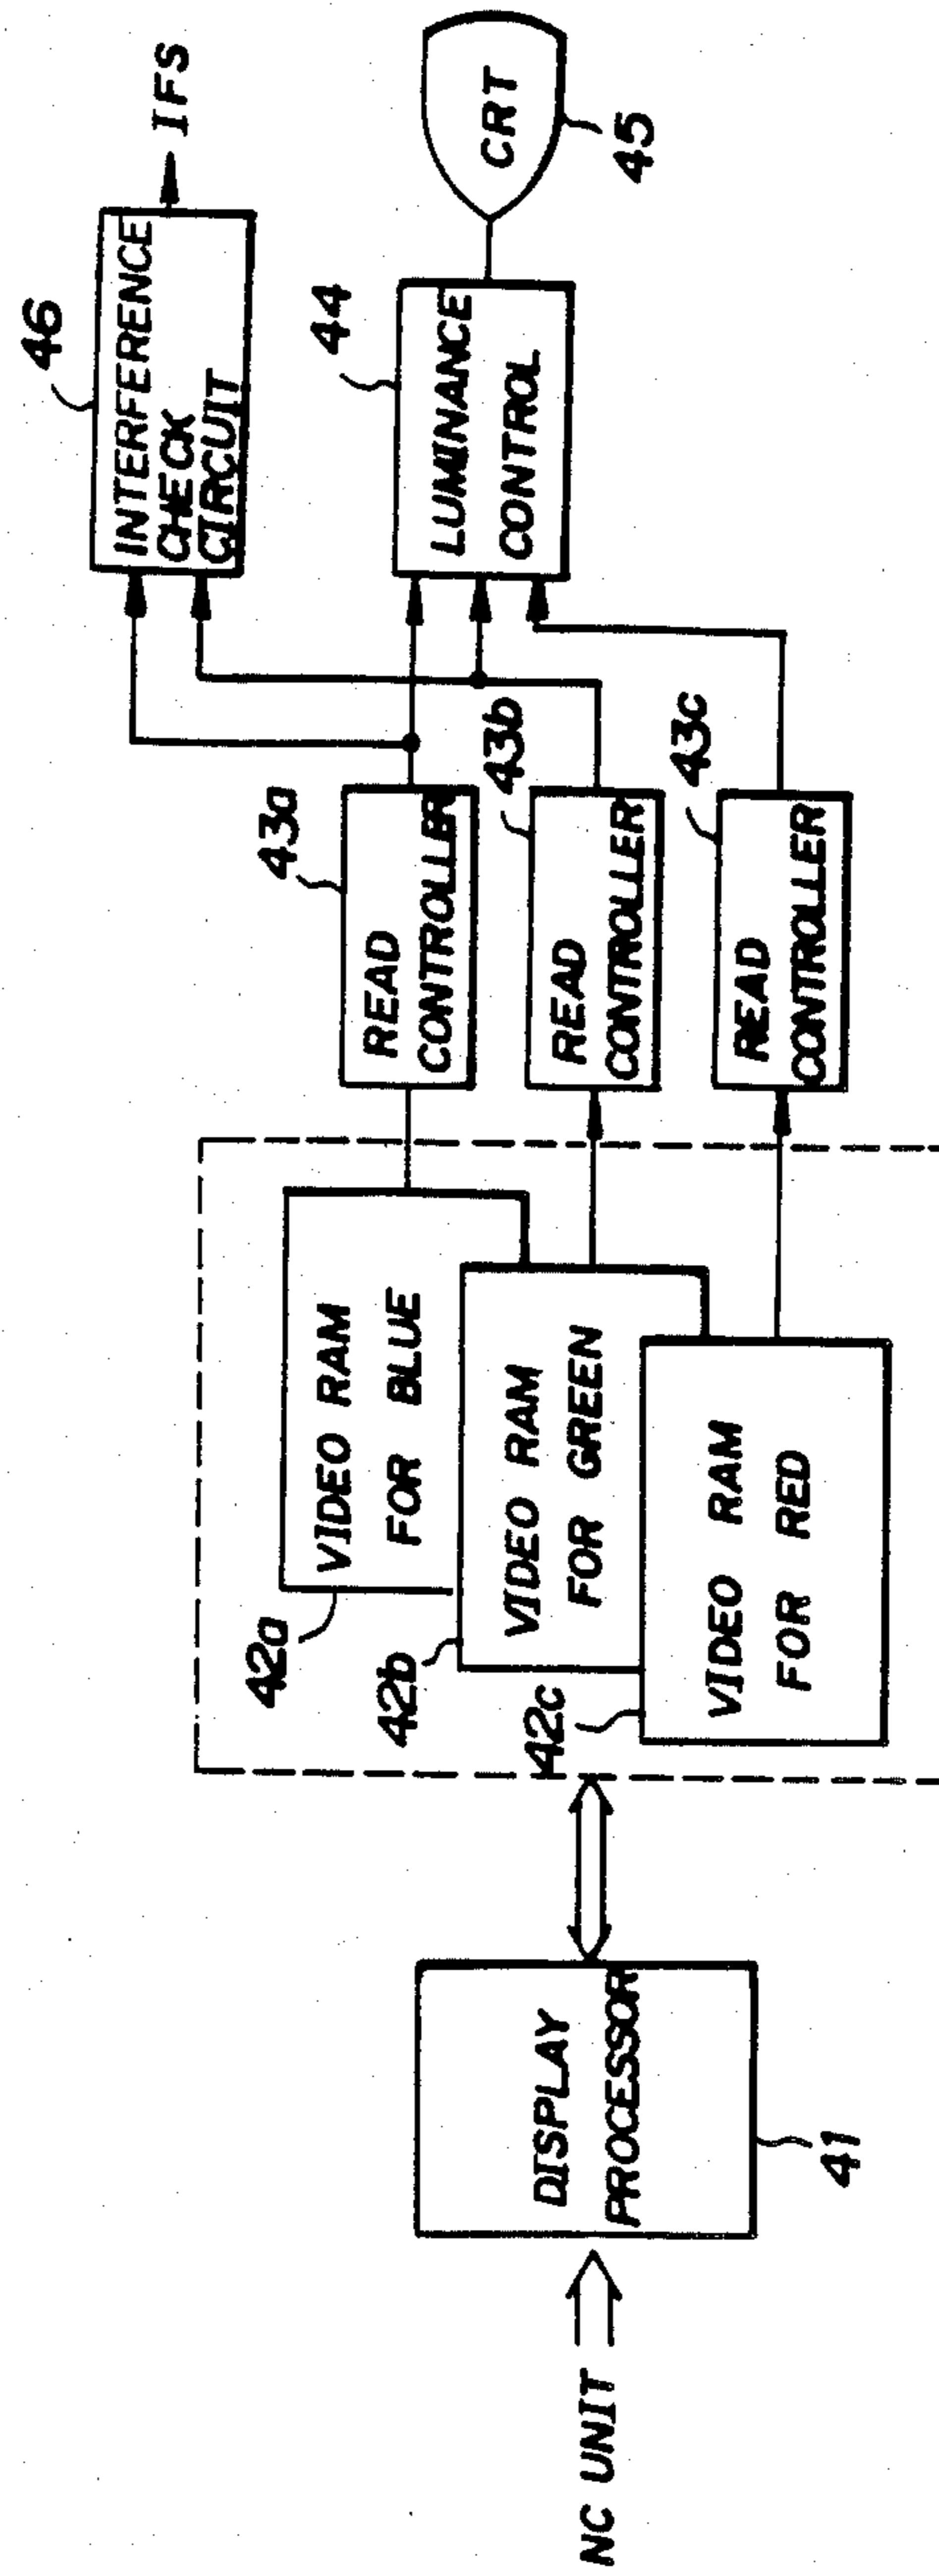 NC UNIT
DISPLAY
PROCESSOR
41
42a
VIDEO RAM
FOR BLUE
42b
VIDEO RAM
FOR GREEN
42c
VIDEO RAM
FOR RED
43a
READ
CONTROLLER
43b
READ
CONTROLLER
43c
READ
CONTROLLER
46
INTERFERENCE
CHECK
CIRCUIT
IFS
44
LUMINANCE
CONTROL
CRT
45